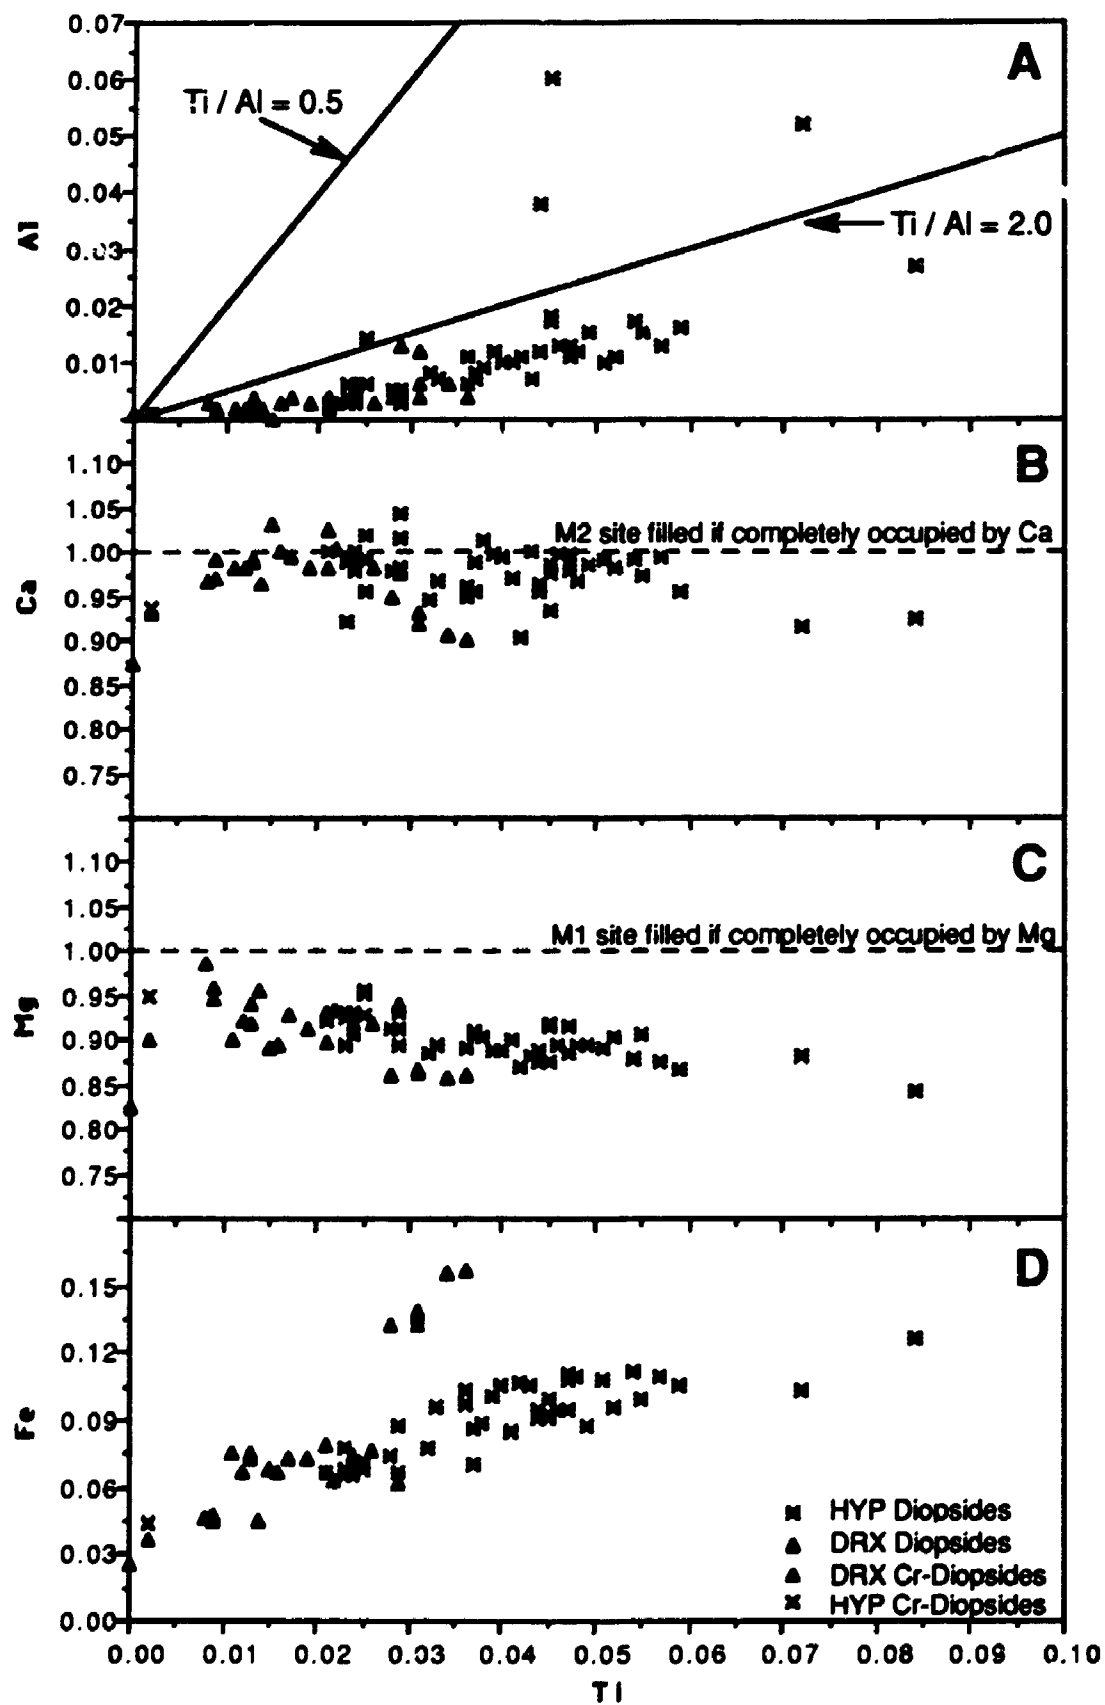 A
0.07
0.06
Ti / Al = 0.5
0.05
0.04
Al
Ti / Al = 2.0
0.03
0.02
0.01
B
1.10
1.05
M2 site filled if completely occupied by Ca
1.00
Ca
0.95
0.90
0.85
0.80
0.75
C
1.10
1.05
M1 site filled if completely occupied by Mg
1.00
Mg
0.95
0.90
0.85
0.80
0.75
D
0.15
0.12
Fe
0.09
0.06
HYP Diopsides
DRX Diopsides
0.03
DRX Cr-Diopsides
HYP Cr-Diopsides
0.00
0.00 0.01 0.02 0.03 0.04 0.05 0.06 0.07 0.08 0.09 0.10
TI